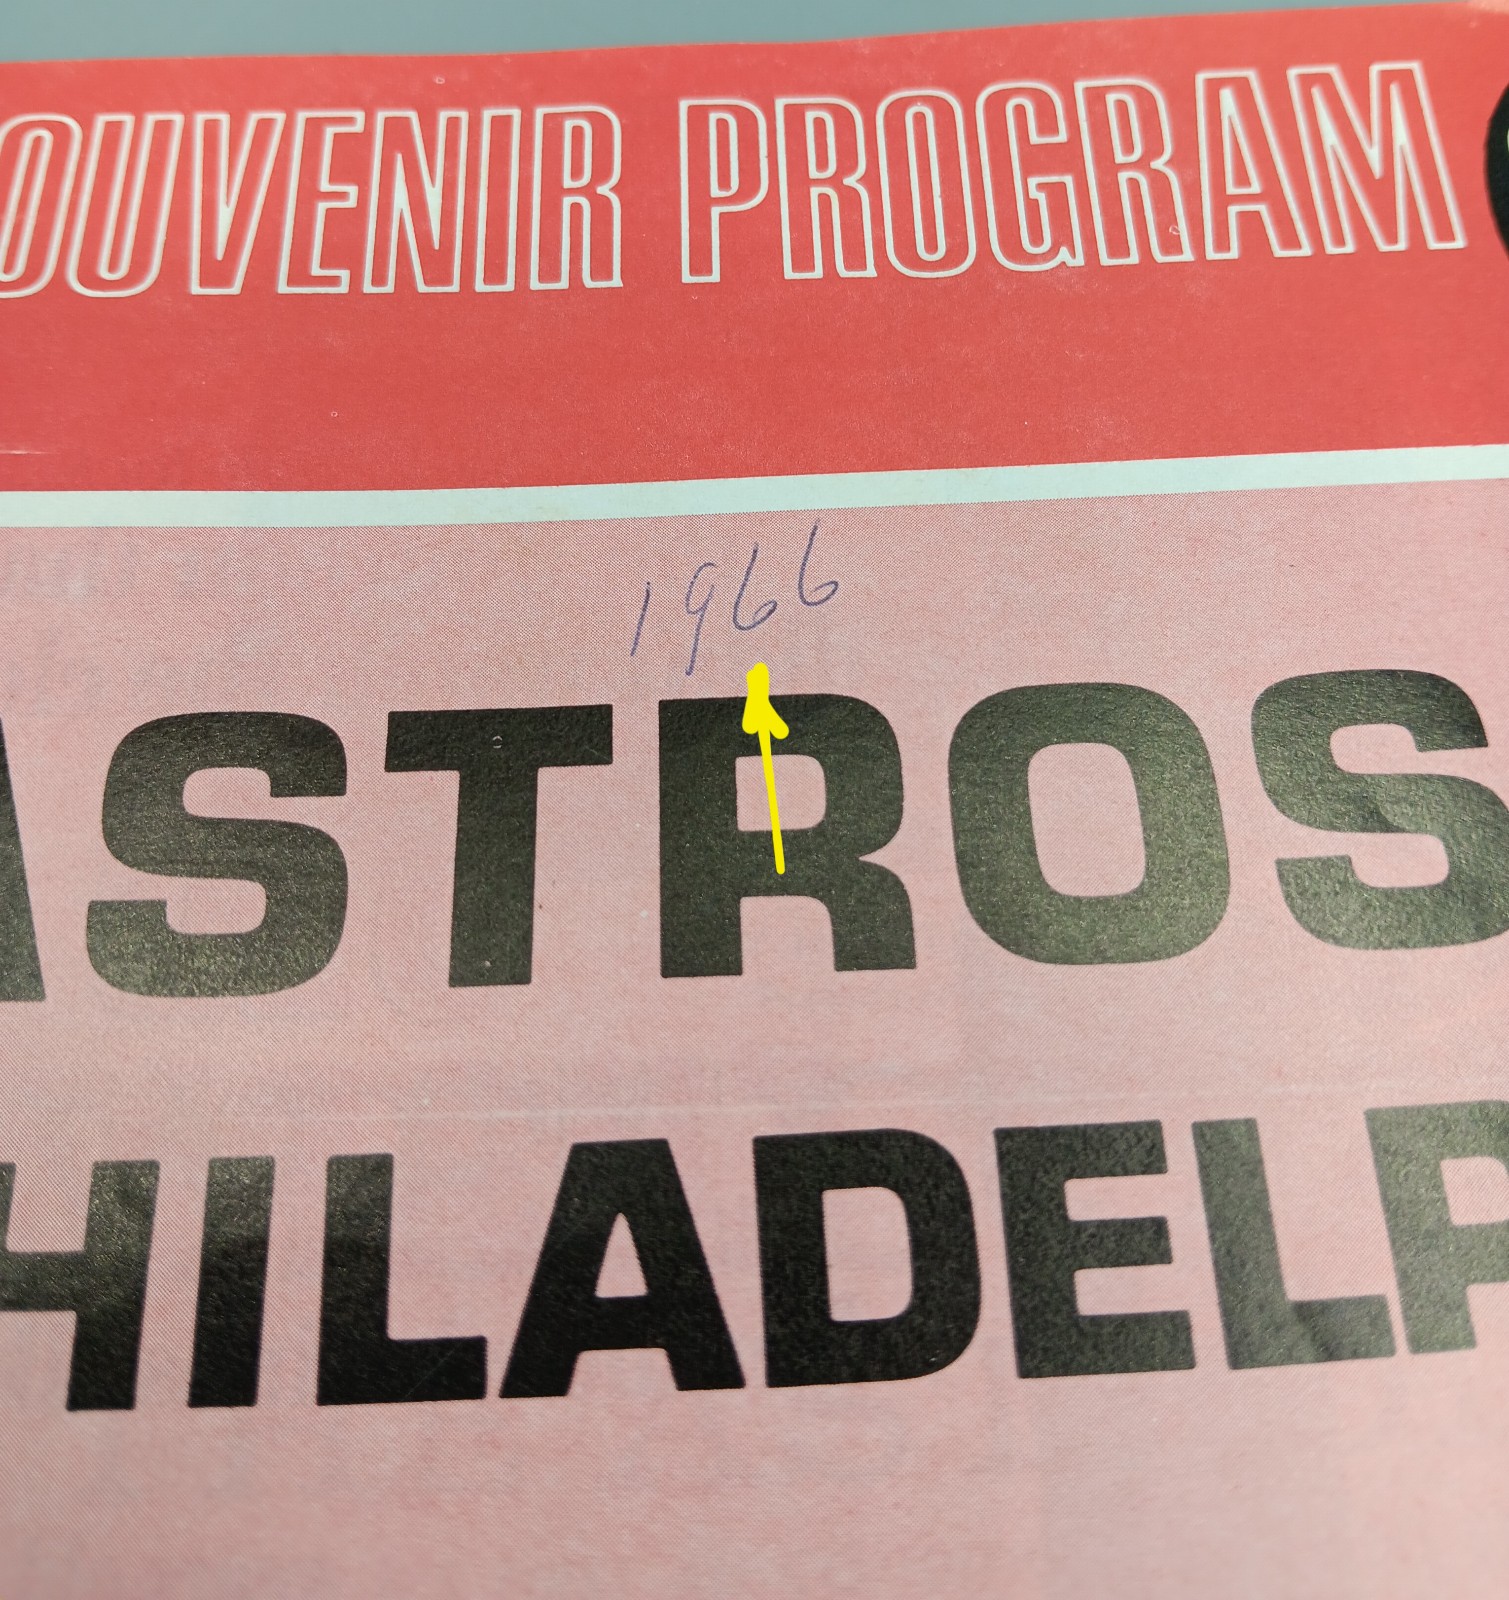 OUVENIR PROGRAM
1966
ASTROS
HILADELP